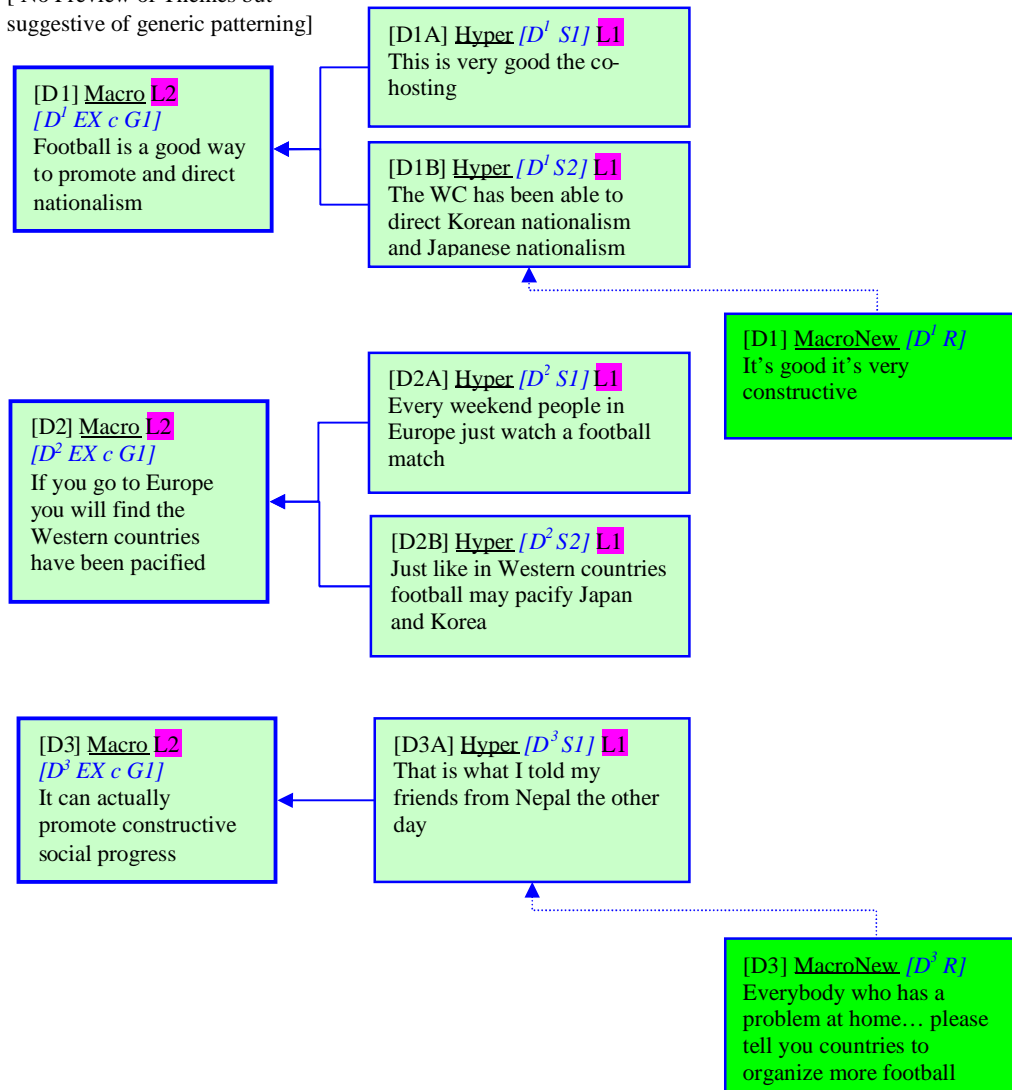 [ No Preview of Themes but
suggestive of generic patterning]
[D1A] Hyper [D¹ S1] L1
This is very good the co-
hosting
[D1] Macro L2
[D¹ EX c G1]
Football is a good way
to promote and direct
nationalism
[D1B] Hyper [D¹ S2] L1
The WC has been able to
direct Korean nationalism
and Japanese nationalism
[D1] MacroNew [D¹ R]
It's good it's very
constructive
[D2A] Hyper [D² S1] L1
Every weekend people in
Europe just watch a football
match
[D2] Macro L2
[D² EX c G1]
If you go to Europe
you will find the
Western countries
have been pacified
[D2B] Hyper [D² S2] L1
Just like in Western countries
football may pacify Japan
and Korea
[D3] Macro L2
[D³ EX c G1]
It can actually
promote constructive
social progress
[D3A] Hyper [D³ S1] L1
That is what I told my
friends from Nepal the other
day
[D3] MacroNew [D³ R]
Everybody who has a
problem at home… please
tell you countries to
organize more football